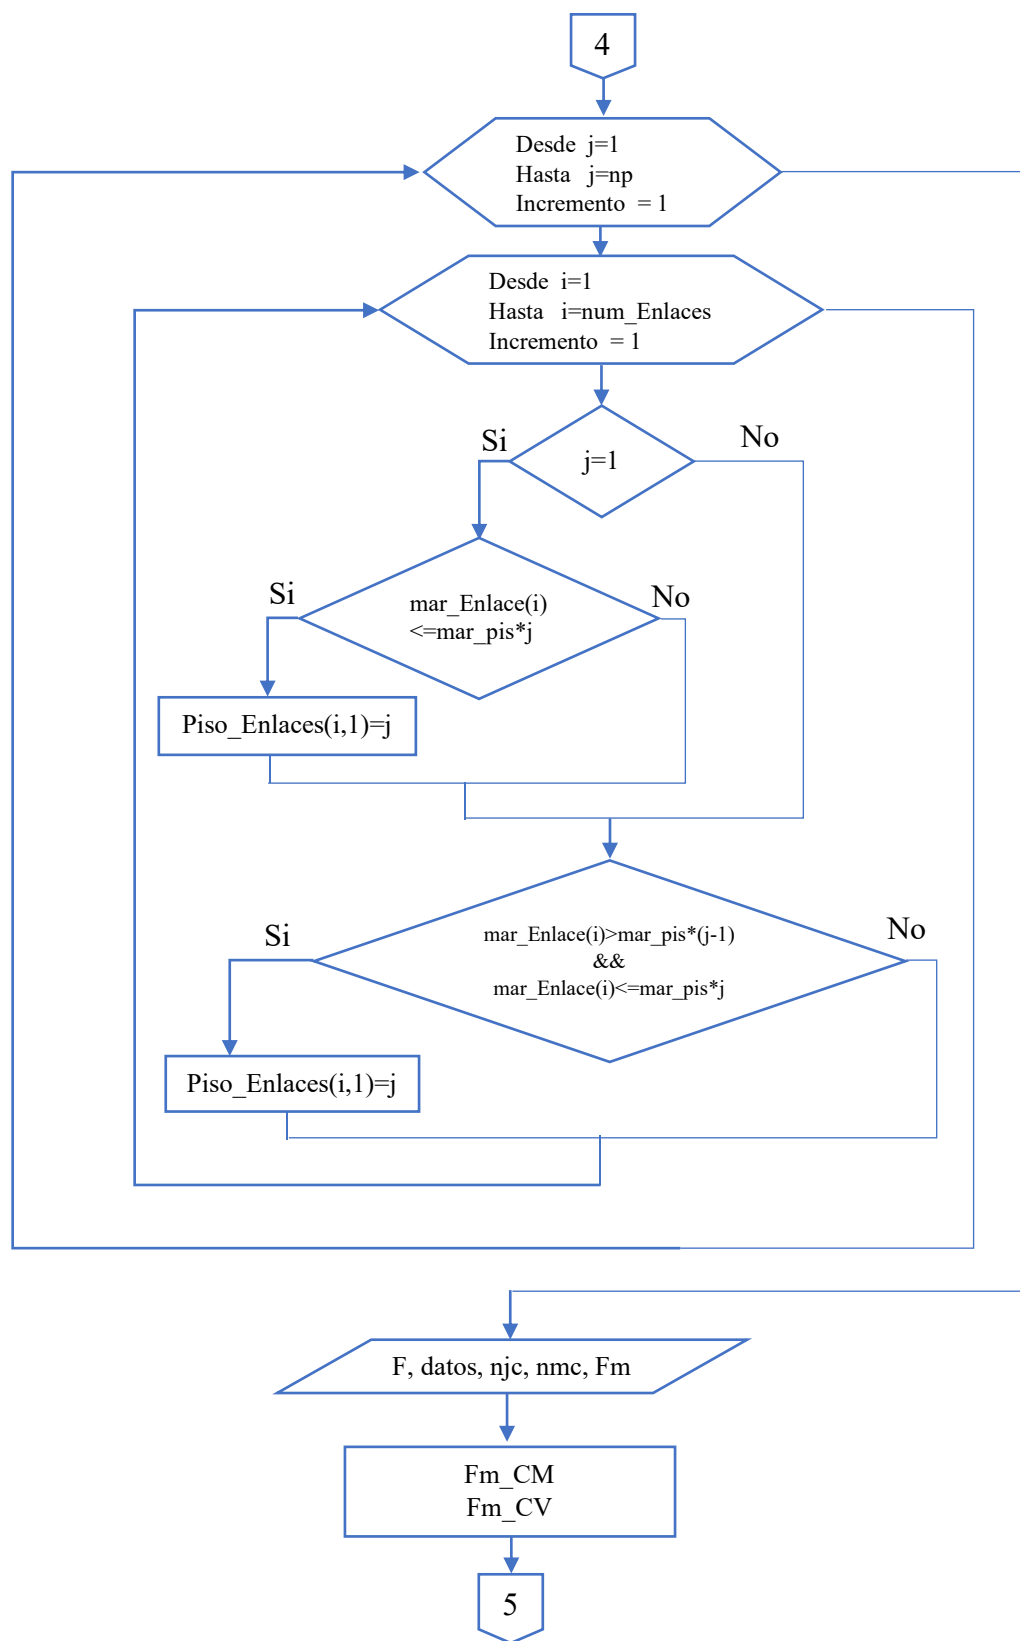 4
Desde j=1
Hasta j=np
Incremento = 1
Desde i=1
Hasta i=num_Enlaces
Incremento = 1
Si
No
j=1
Si
No
mar_Enlace(i)
<=mar_pis*j
Piso_Enlaces(i,1)=j
Si
No
mar_Enlace(i)>mar_pis*(j-1)
&&
mar_Enlace(i)<=mar_pis*j
Piso_Enlaces(i,1)=j
F, datos, njc, nmc, Fm
Fm_CM
Fm_CV
5